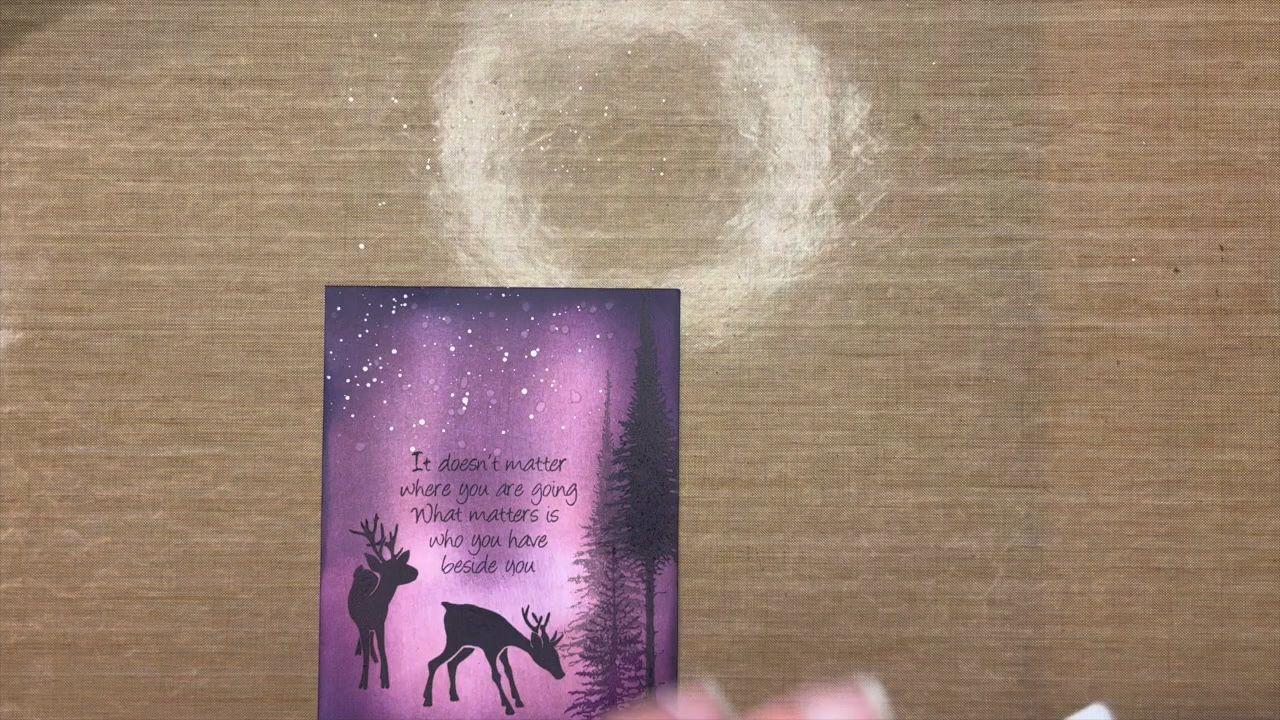 It doesn't matter
where you are going
What matters is
who you have
beside you